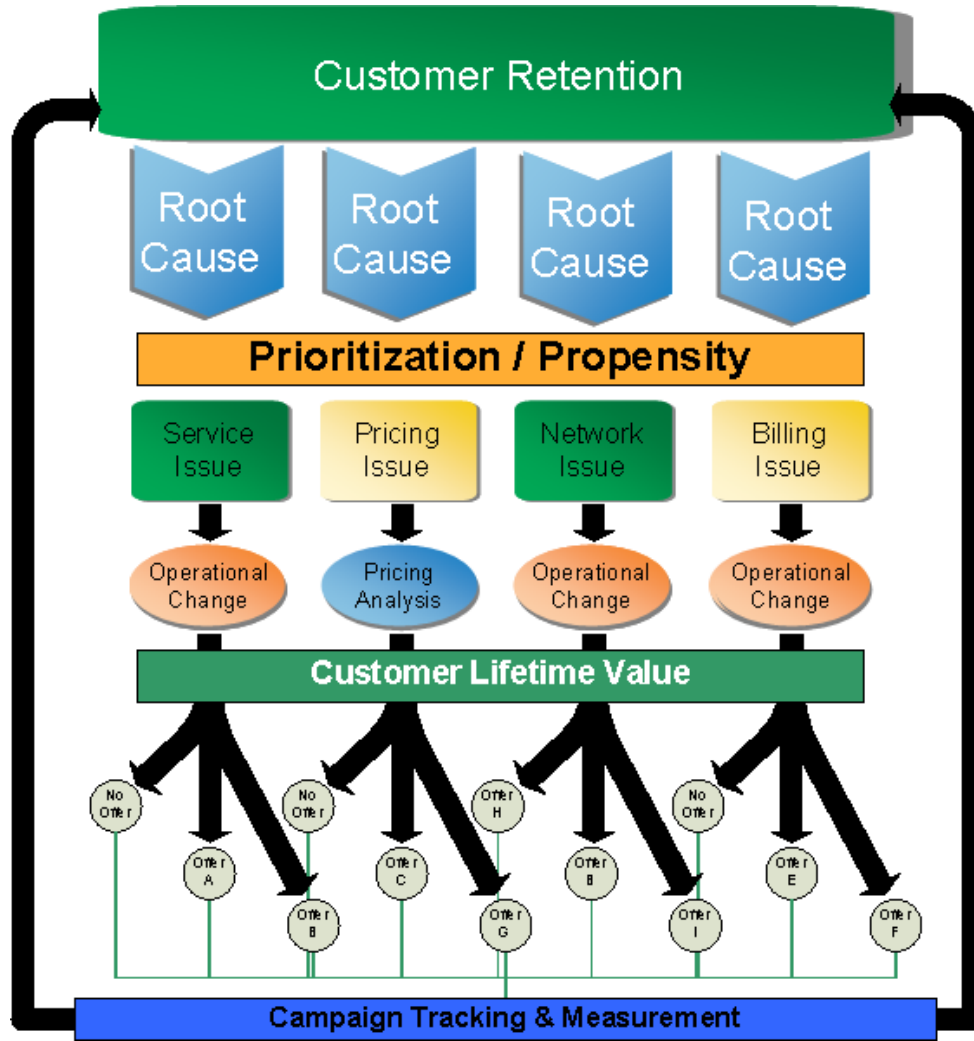 Customer Retention
Root
Cause
Root
Cause
Root
Cause
Root
Cause
Prioritization / Propensity
Service
Issue
Pricing
Issue
Network
Issue
Billing
Issue
Operational
Change
Pricing
Analysis
Operational
Change
Operational
Change
Customer Lifetime Value
No
Offer
No
Offer
Offer
H
No
Offer
Offer
A
Offer
C
Offer
B
Offer
E
Offer
B
Offer
G
Offer
I
Offer
F
Campaign Tracking & Measurement